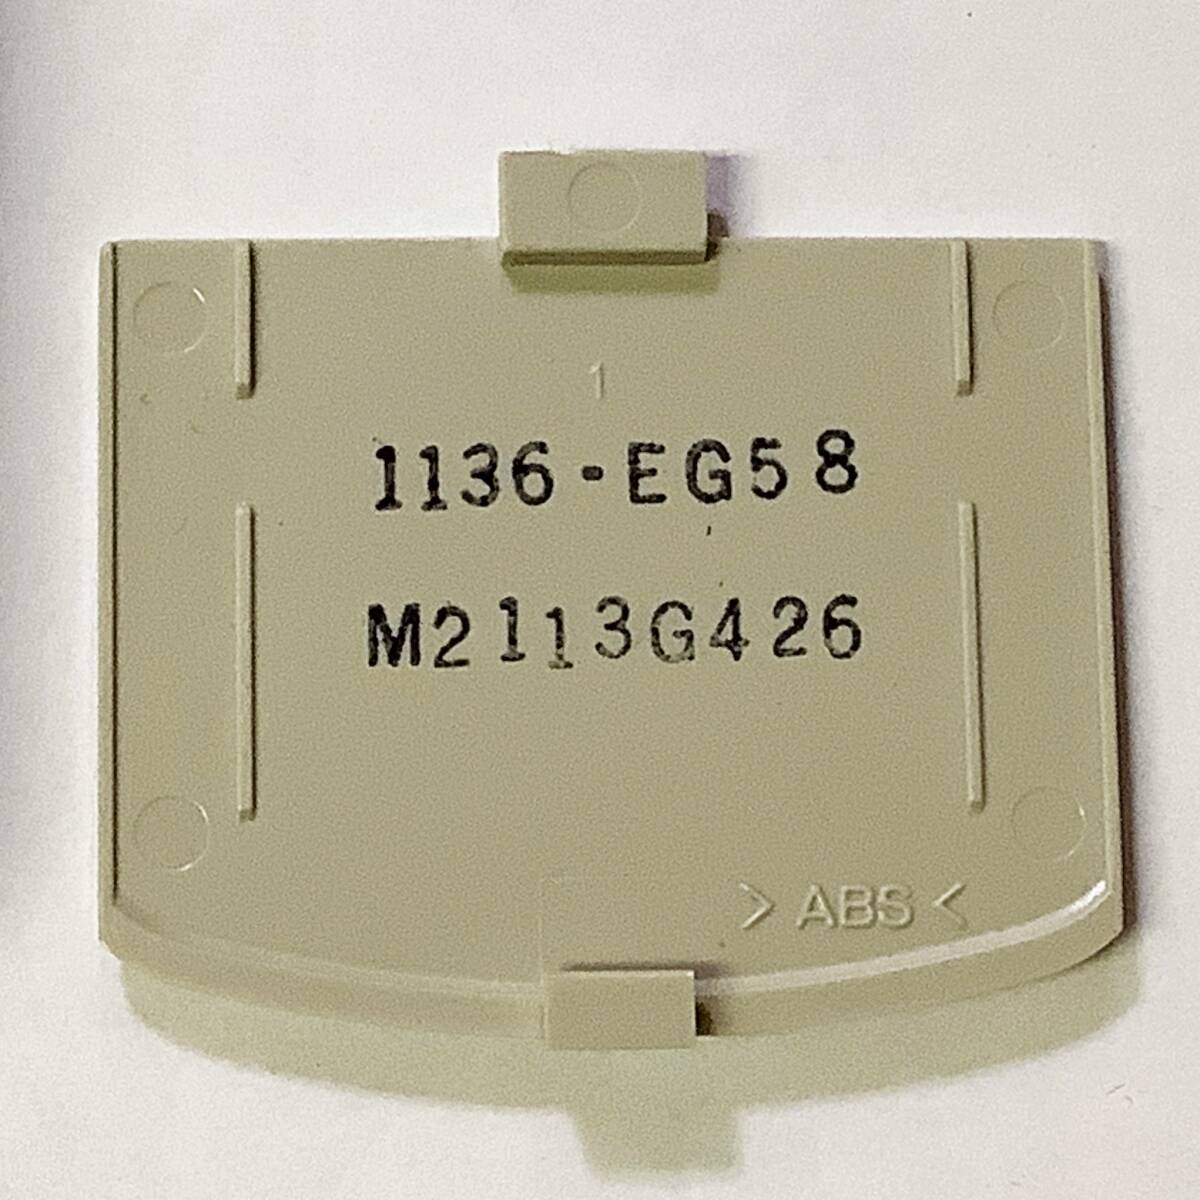 1
1136-EG58
M2113G426
> ABS <